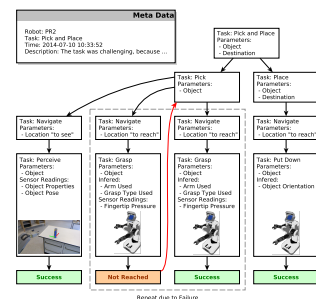 Meta Data
Robot: PR2
Task: Pick and Place
Time: 2014-07-10 10:33:52
Description: The task was challenging, because ...
Task: Pick and Place
Parameters:
- Object
- Destination
Task: Pick
Parameters:
- Object
Task: Place
Parameters:
- Object
- Destination
Task: Navigate
Parameters:
- Location "to see"
Task: Navigate
Parameters:
- Location "to reach"
Task: Navigate
Parameters:
- Location "to reach"
Task: Navigate
Parameters:
- Location "to reach"
Task: Perceive
Parameters:
- Object
Sensor Readings:
- Object Properties
- Object Pose
Task: Grasp
Parameters:
- Object
Infered:
- Arm Used
- Grasp Type Used
Sensor Readings:
- Fingertip Pressure
Task: Grasp
Parameters:
- Object
Infered:
- Arm Used
- Grasp Type Used
Sensor Readings:
- Fingertip Pressure
Task: Put Down
Parameters:
- Object
Infered:
- Object Orientation
Success
Not Reached
Success
Success
Repeat due to Failure